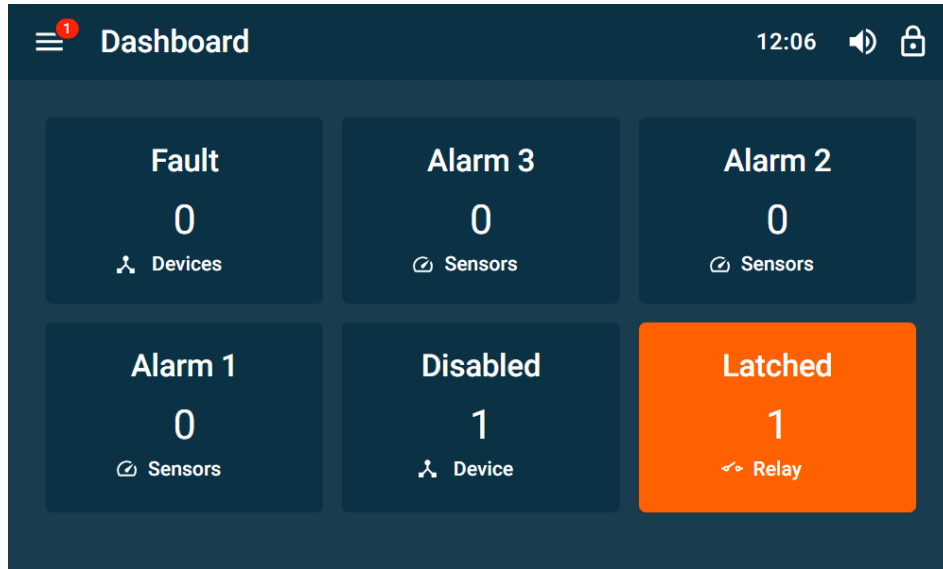 1
Dashboard
12:06
Fault
0
Devices
Alarm 3
0
Sensors
Alarm 2
0
Sensors
Alarm 1
0
Sensors
Disabled
1
Device
Latched
1
Relay